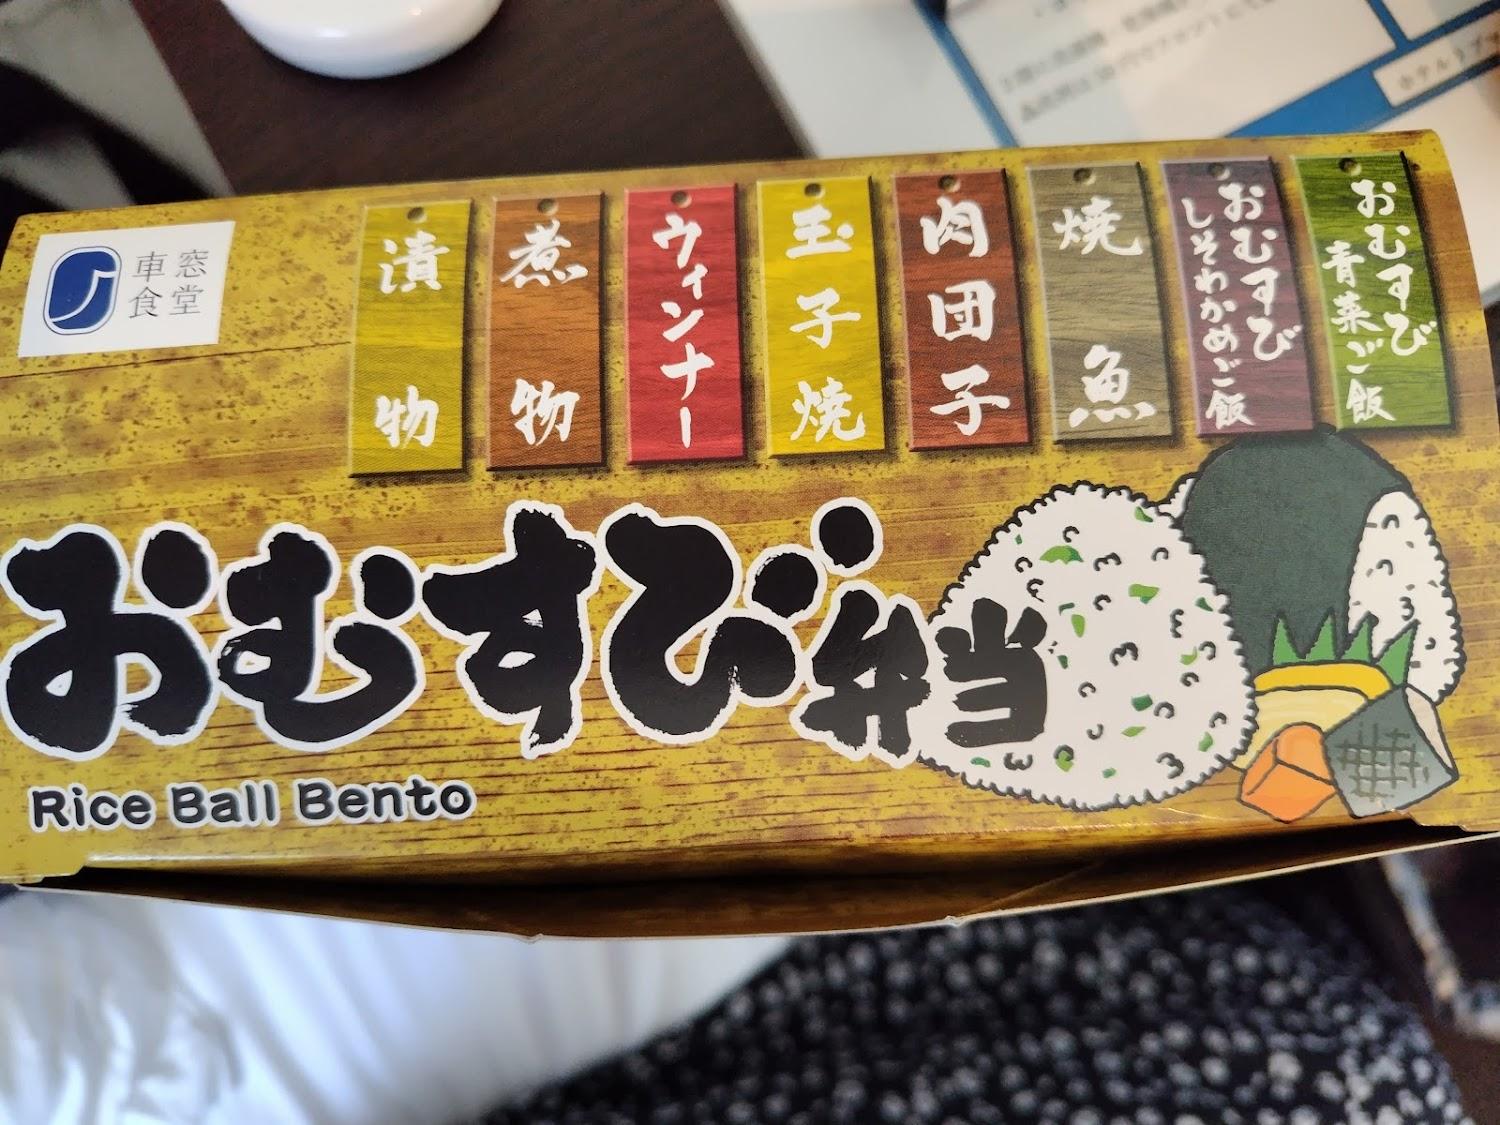 車窓
食堂
おむすび
青菜ご飯
おむすび
しそわかめご飯
焼魚
肉団子
玉子焼
ウィンナー
煮物
漬物
おむすび弁当
Rice Ball Bento